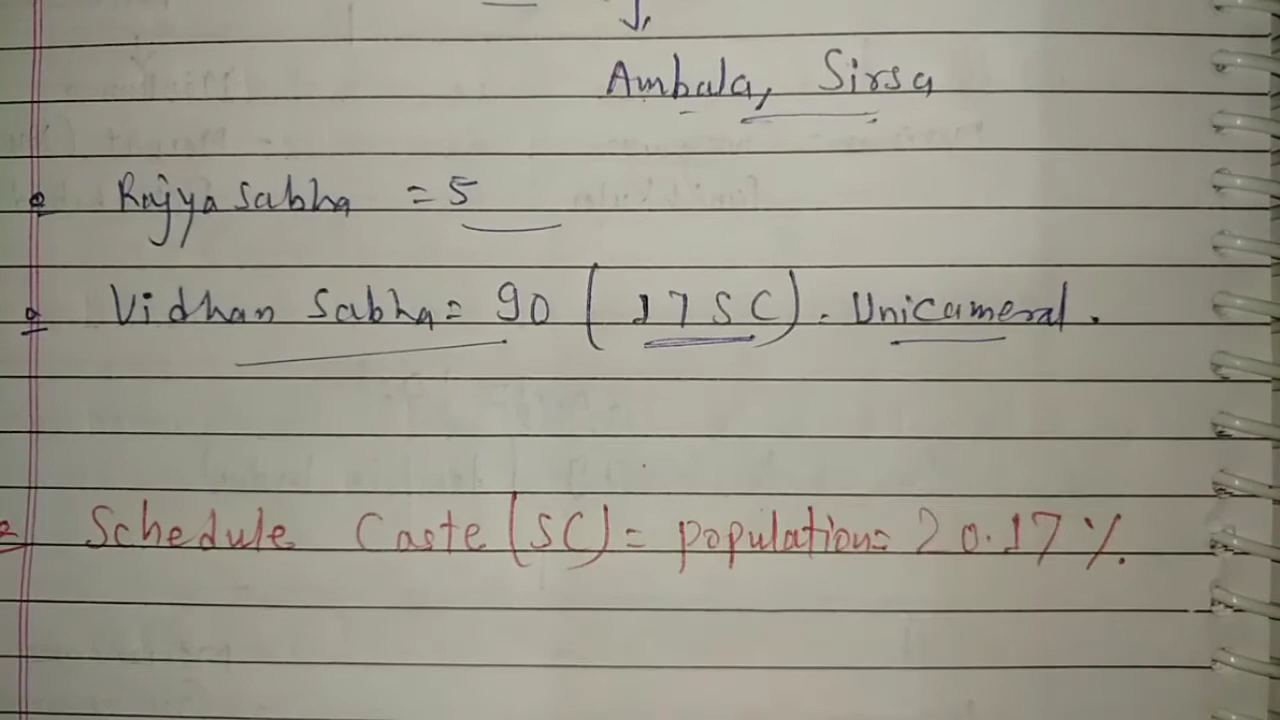 Ambala, Sirsa
Rajya Sabha = 5
Vidhan Sabha = 90 (17 SC). Unicameral.
Schedule Caste (SC) = population = 20.17 %.